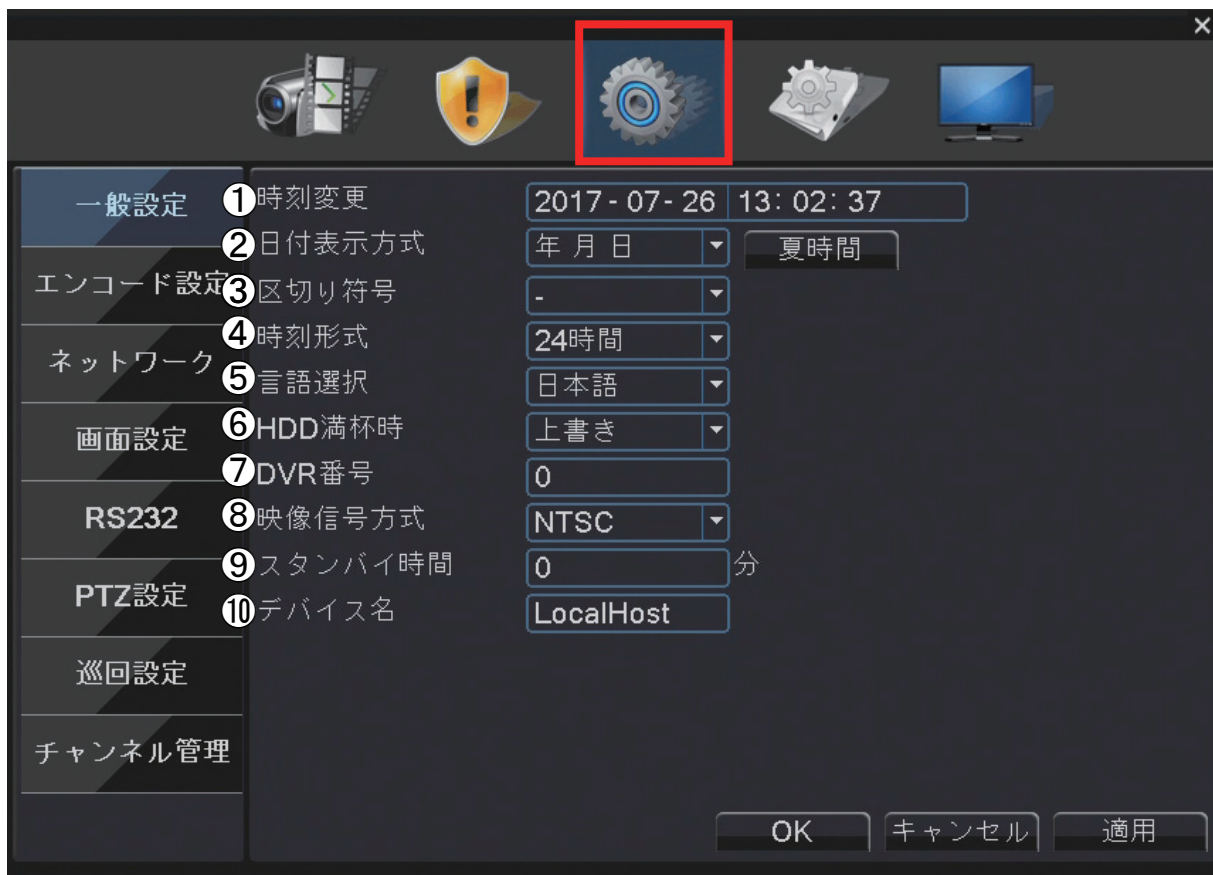 ×
一般設定
エンコード設定
ネットワーク
画面設定
RS232
PTZ設定
巡回設定
チャンネル管理
①時刻変更 2017-07-26 13:02:37
②日付表示方式 年 月 日 夏時間
③区切り符号 -
④時刻形式 24時間
⑤言語選択 日本語
⑥HDD満杯時 上書き
⑦DVR番号 0
⑧映像信号方式 NTSC
⑨スタンバイ時間 0 分
⑩デバイス名 LocalHost
OK キャンセル 適用